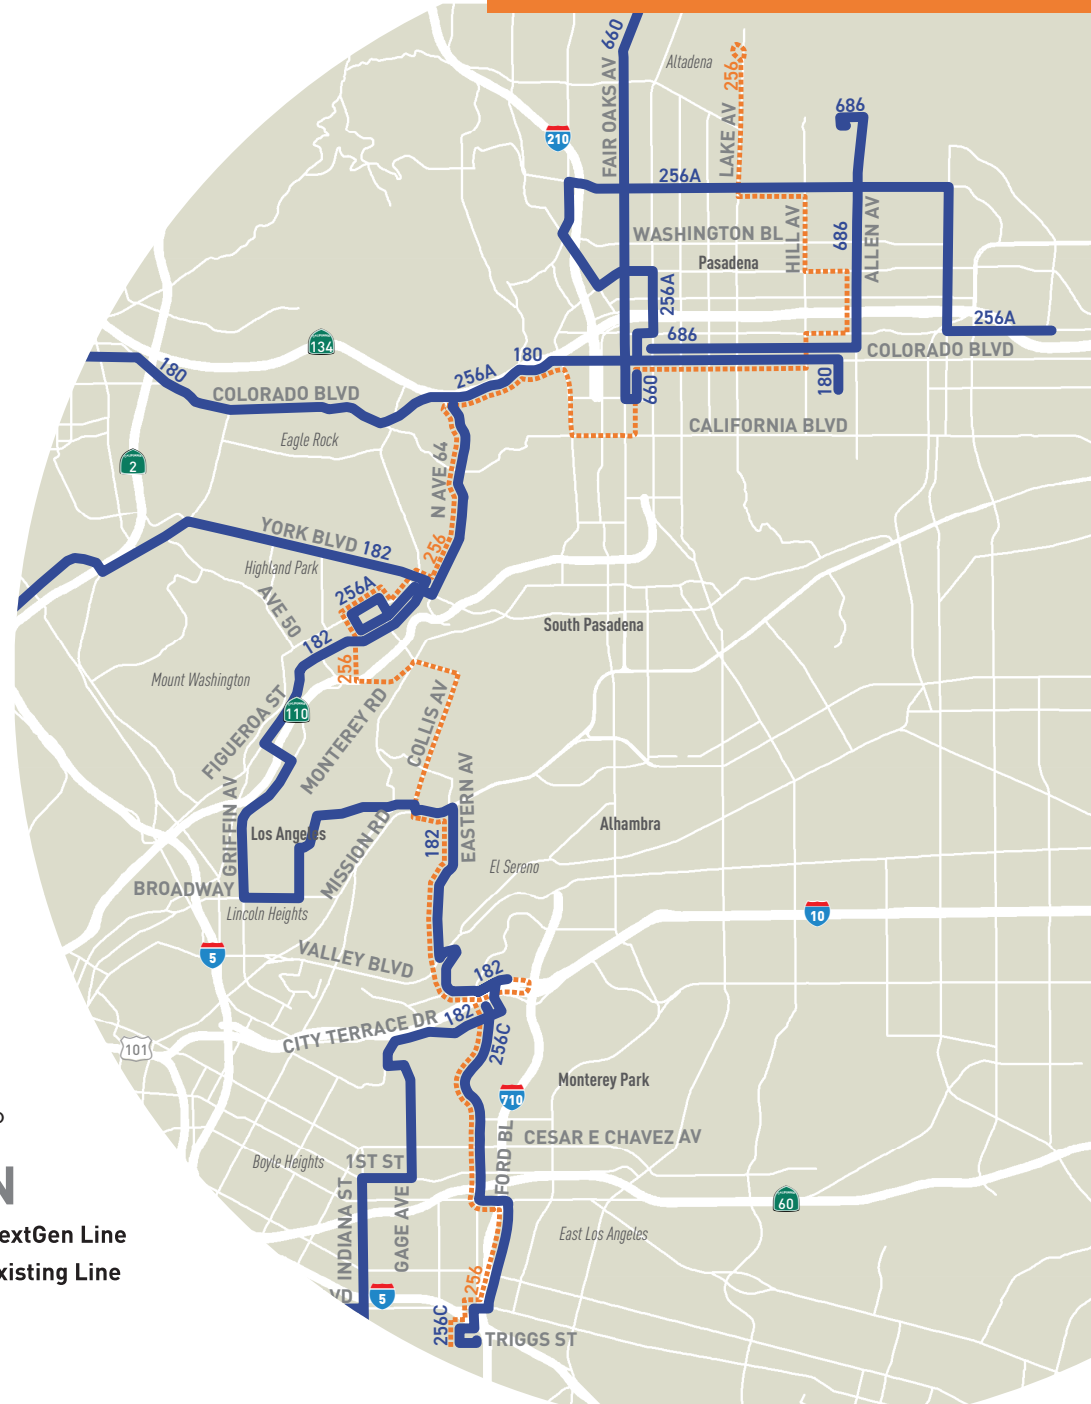 660
Altadena
256
FAIR OAKS AV
LAKE AV
686
210
256A
WASHINGTON BL
HILL AV
686
ALLEN AV
Pasadena
256A
256A
686
134
180
256A
180
COLORADO BLVD
COLORADO BLVD
660
180
CALIFORNIA BLVD
Eagle Rock
N AVE 64
2
YORK BLVD
182
256
Highland Park
256A
AVE 50
182
South Pasadena
256
Mount Washington
FIGUEROA ST
110
MONTEREY RD
COLLIS AV
EASTERN AV
GRIFFIN AV
Los Angeles
MISSION RD
182
Alhambra
El Sereno
BROADWAY
Lincoln Heights
10
5
VALLEY BLVD
182
CITY TERRACE DR
182
256C
101
Monterey Park
710
CESAR E CHAVEZ AV
FORD BL
Boyle Heights
1ST ST
INDIANA ST
GAGE AVE
60
N
extGen Line
East Los Angeles
xisting Line
256
VD
5
256C
TRIGGS ST